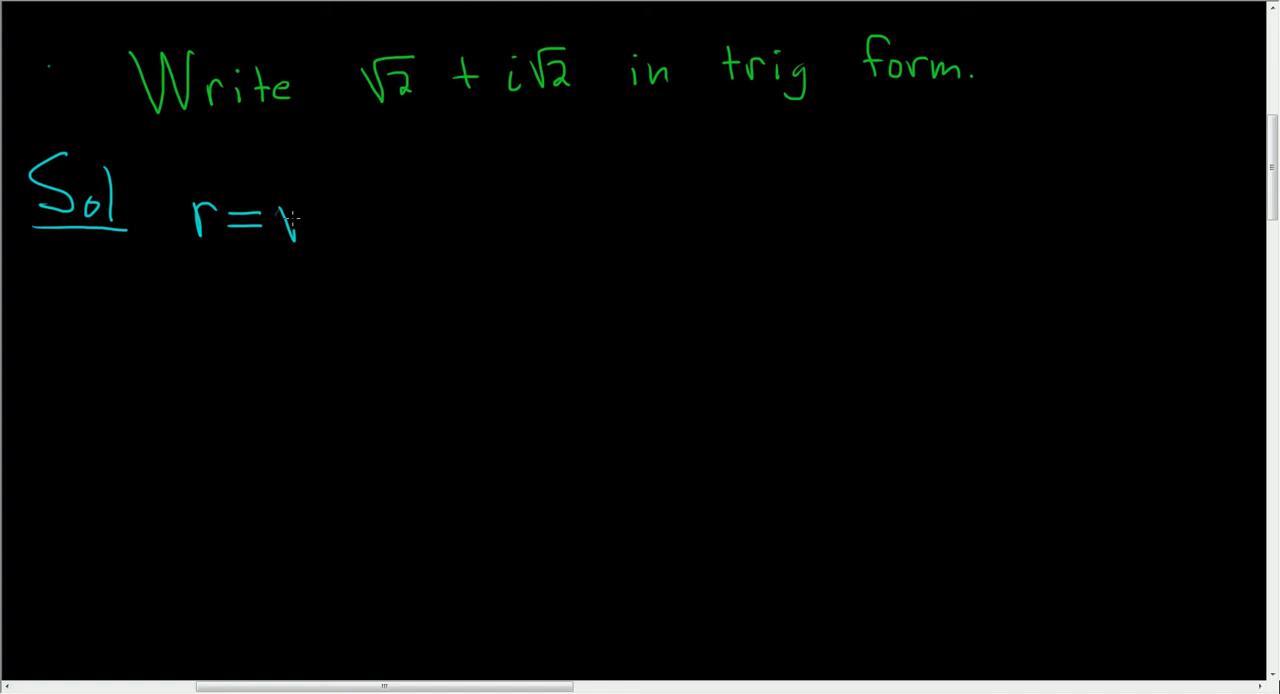 Write √2 + i√2 in trig form.
Sol r = √